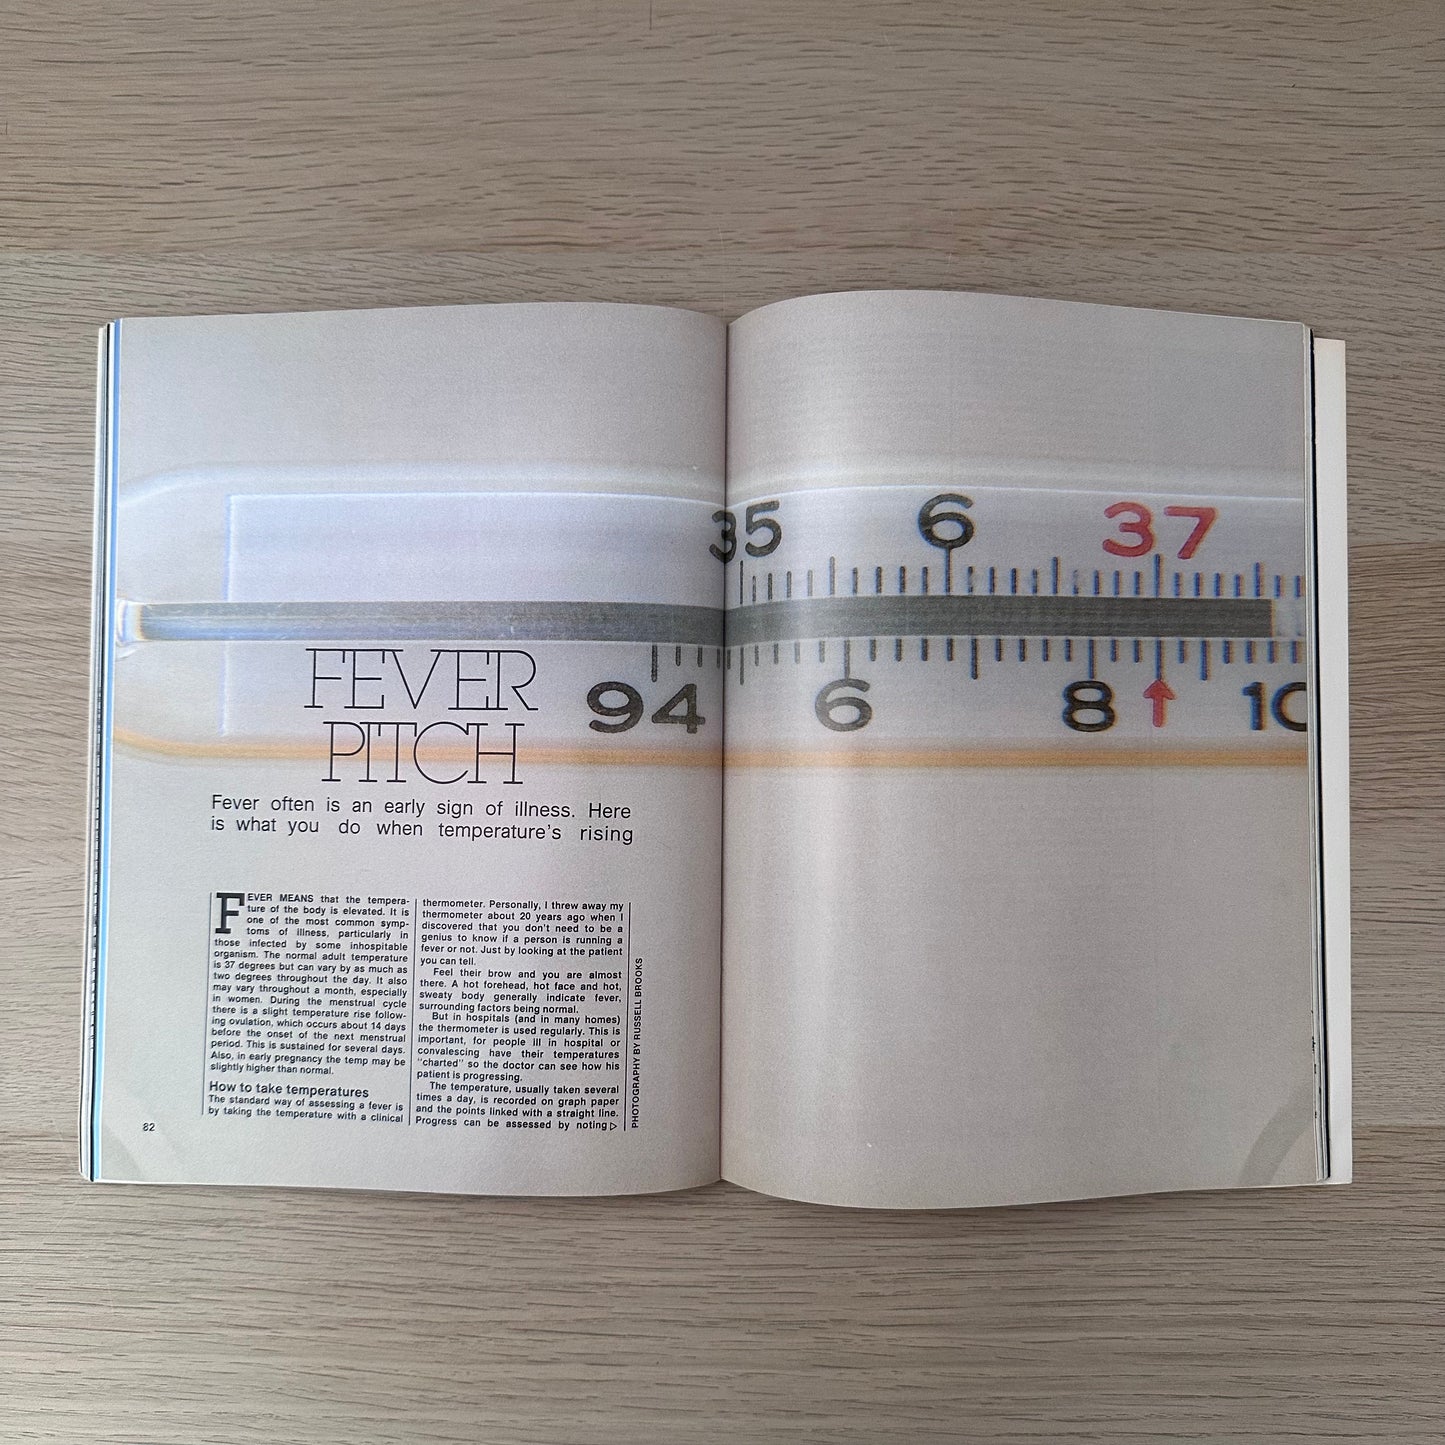 35 6 37
94 6 8 10
FEVER
PITCH
Fever often is an early sign of illness. Here
is what you do when temperature's rising
FEVER MEANS that the tempera-
ture of the body is elevated. It is
one of the most common symp-
toms of illness, particularly in
those infected by some inhospitable
organism. The normal adult temperature
is 37 degrees but can vary by as much as
two degrees throughout the day. It also
may vary throughout a month, especially
in women. During the menstrual cycle
there is a slight temperature rise follow-
ing ovulation, which occurs about 14 days
before the onset of the next menstrual
period. This is sustained for several days.
Also, in early pregnancy the temp may be
slightly higher than normal.
How to take temperatures
The standard way of assessing a fever is
by taking the temperature with a clinical
thermometer. Personally, I threw away my
thermometer about 20 years ago when I
discovered that you don't need to be a
genius to know if a person is running a
fever or not. Just by looking at the patient
you can tell.
Feel their brow and you are almost
there. A hot forehead, hot face and hot,
sweaty body generally indicate fever,
surrounding factors being normal.
But in hospitals (and in many homes)
the thermometer is used regularly. This is
important, for people ill in hospital or
convalescing have their temperatures
"charted" so the doctor can see how his
patient is progressing.
The temperature, usually taken several
times a day, is recorded on graph paper
and the points linked with a straight line.
Progress can be assessed by noting ▷
PHOTOGRAPHY BY RUSSELL BROOKS
82